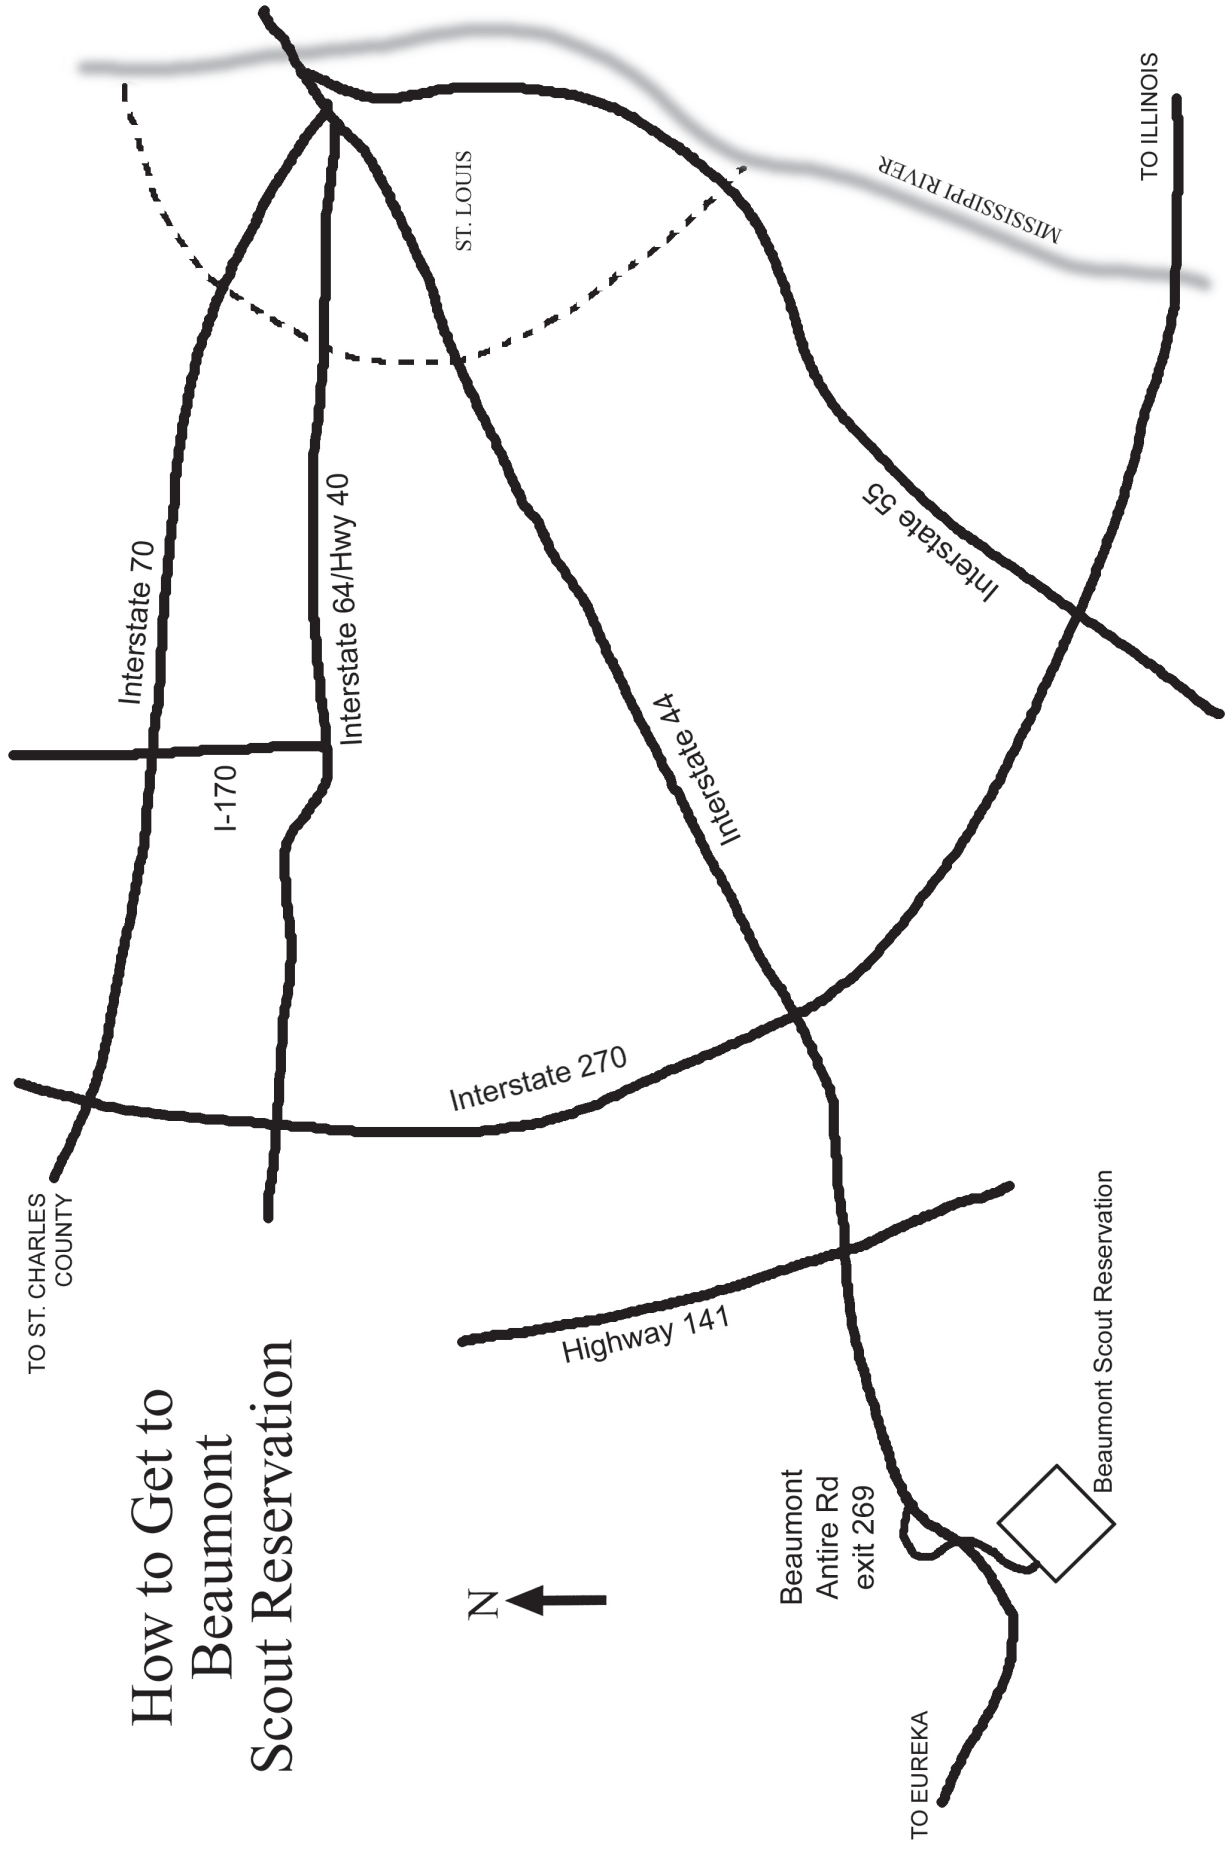 How to Get to
Beaumont
Scout Reservation
TO ST. CHARLES
COUNTY
Interstate 70
I-170
Interstate 64/Hwy 40
ST. LOUIS
N
Interstate 270
Highway 141
Interstate 44
Interstate 55
MISSISSIPPI RIVER
TO ILLINOIS
Beaumont
Antire Rd
exit 269
TO EUREKA
Beaumont Scout Reservation